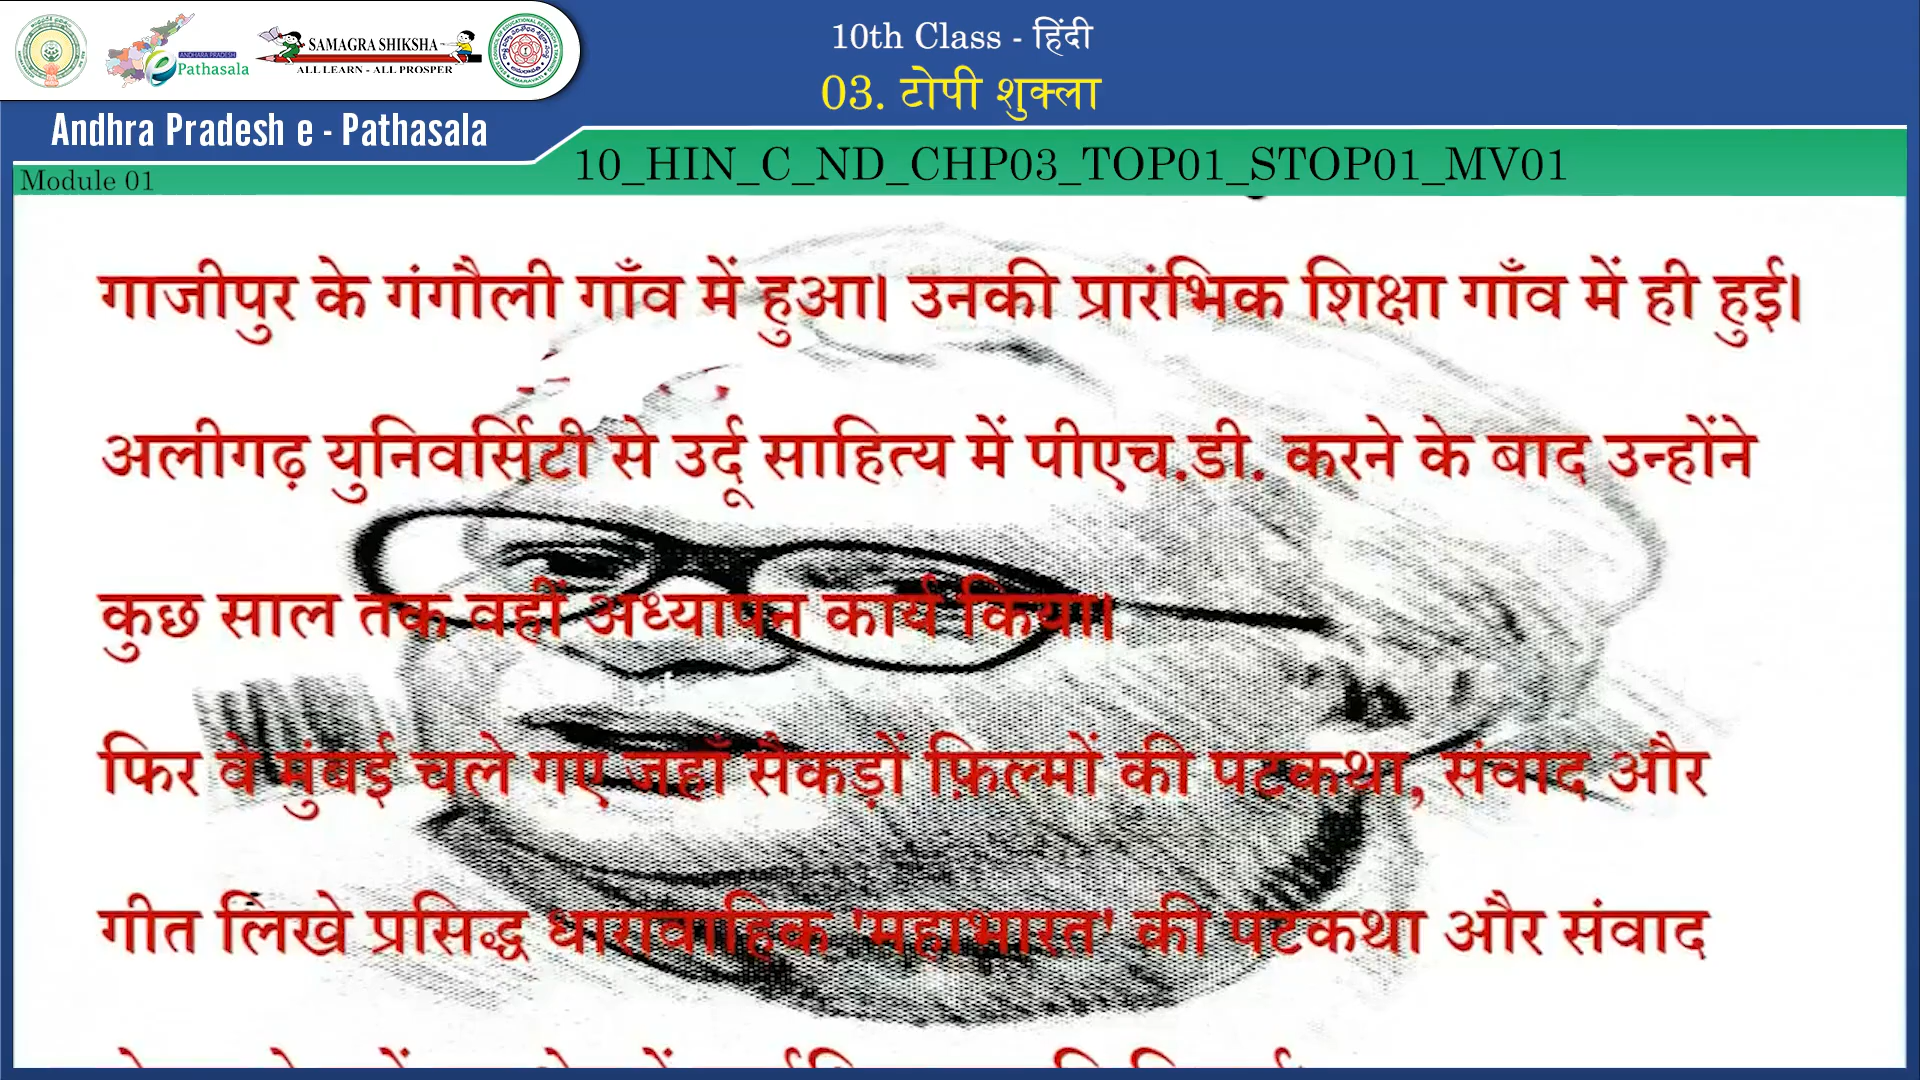 SAMAGRA SHIKSHA
ALL LEARN - ALL PROSPER
ANDHRA PRADESH
e Pathasala
Andhra Pradesh e - Pathasala
10th Class - हिंदी
03. टोपी शुक्ला
Module 01
10_HIN_C_ND_CHP03_TOP01_STOP01_MV01
गाजीपुर के गंगौली गाँव में हुआ। उनकी प्रारंभिक शिक्षा गाँव में ही हुई।
अलीगढ़ युनिवर्सिटी से उर्दू साहित्य में पीएच.डी. करने के बाद उन्होंने
कुछ साल तक वहीं अध्यापन कार्य किया।
फिर वे मुंबई चले गए जहाँ सैकड़ों फ़िल्मों की पटकथा, संवाद और
गीत लिखे प्रसिद्ध धारावाहिक 'महाभारत' की पटकथा और संवाद